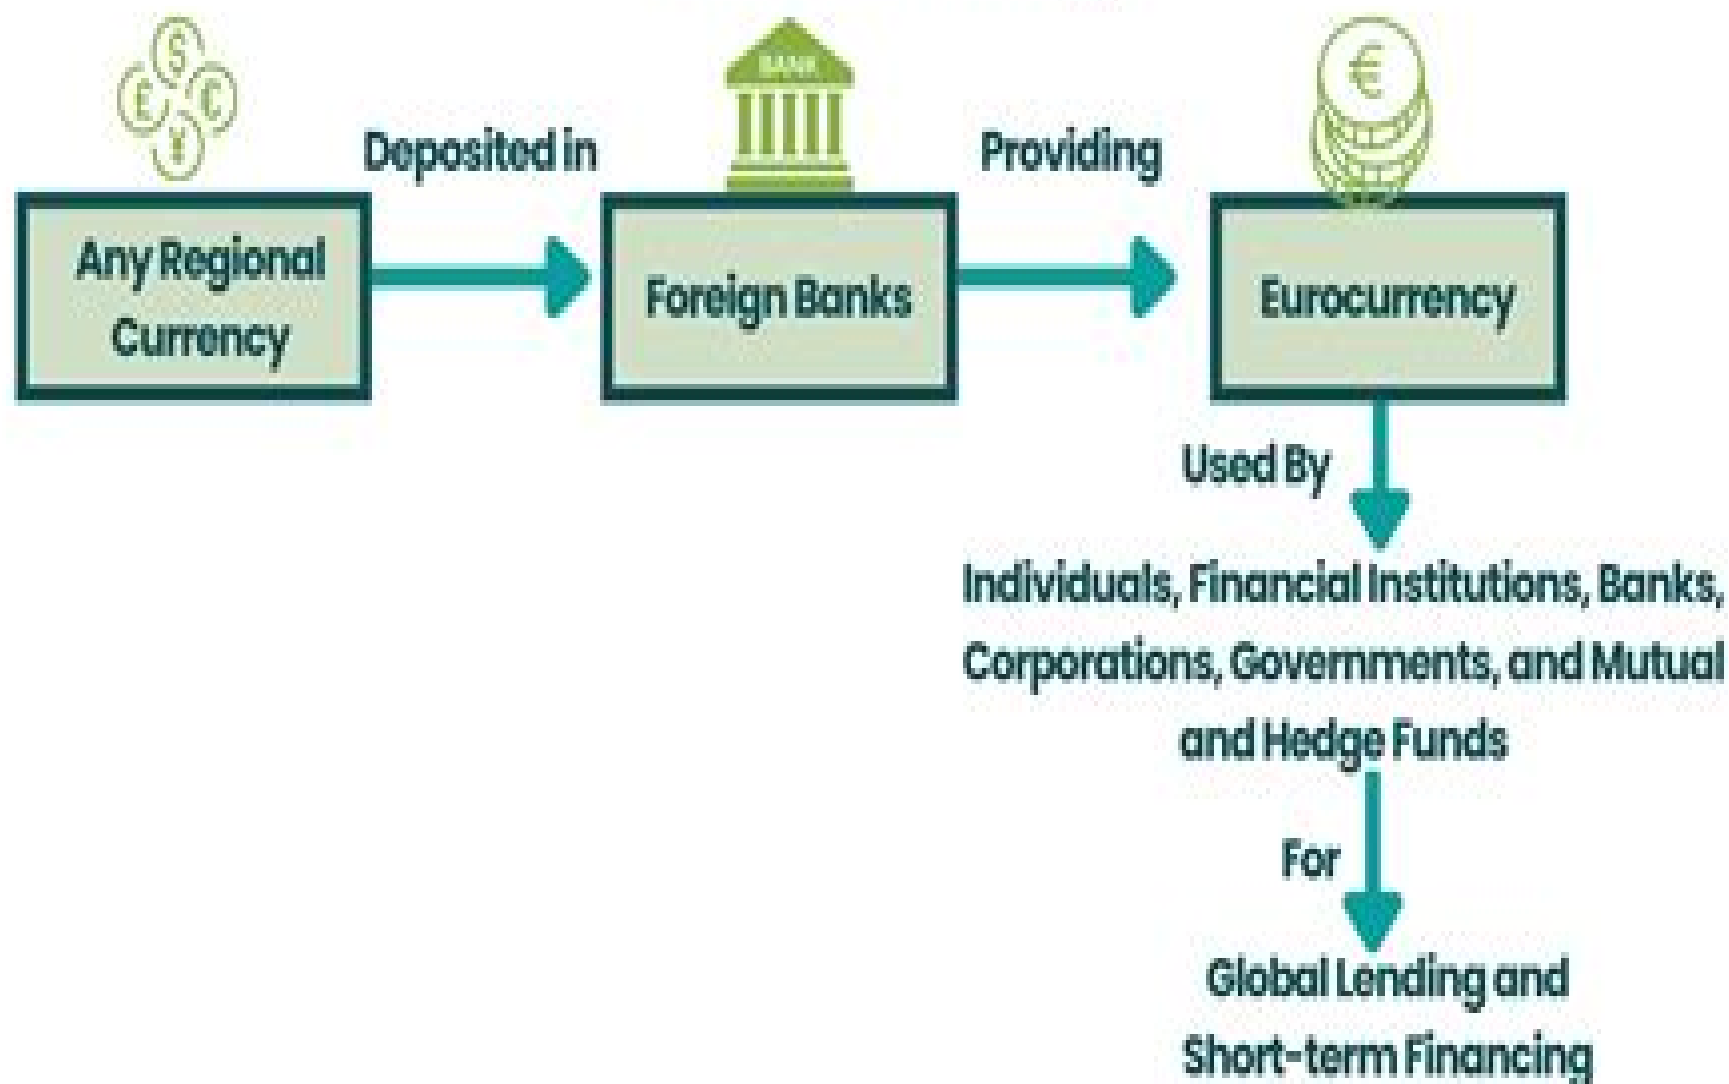 BANK
Deposited in
Providing
Any Regional
Currency
Foreign Banks
Eurocurrency
Used By
Individuals, Financial Institutions, Banks,
Corporations, Governments, and Mutual
and Hedge Funds
For
Global Lending and
Short-term Financing